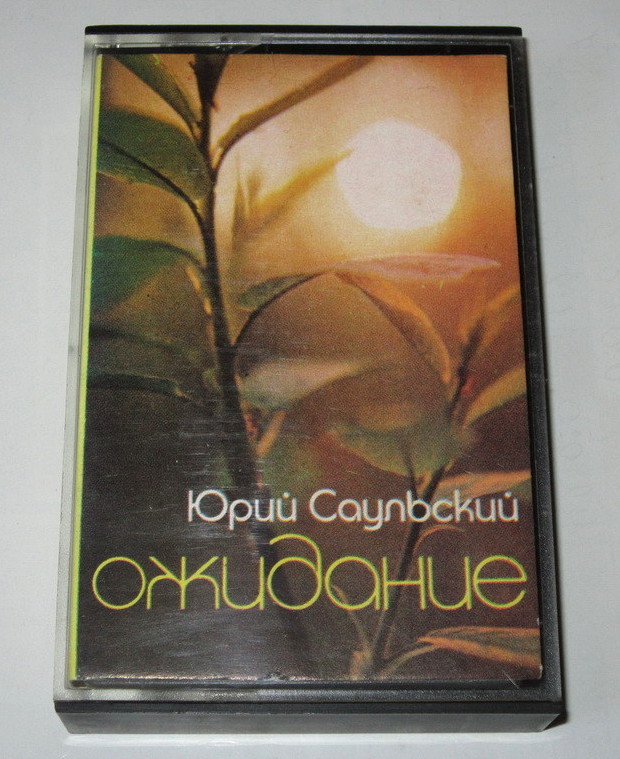 Юрий Саульский
ожидание